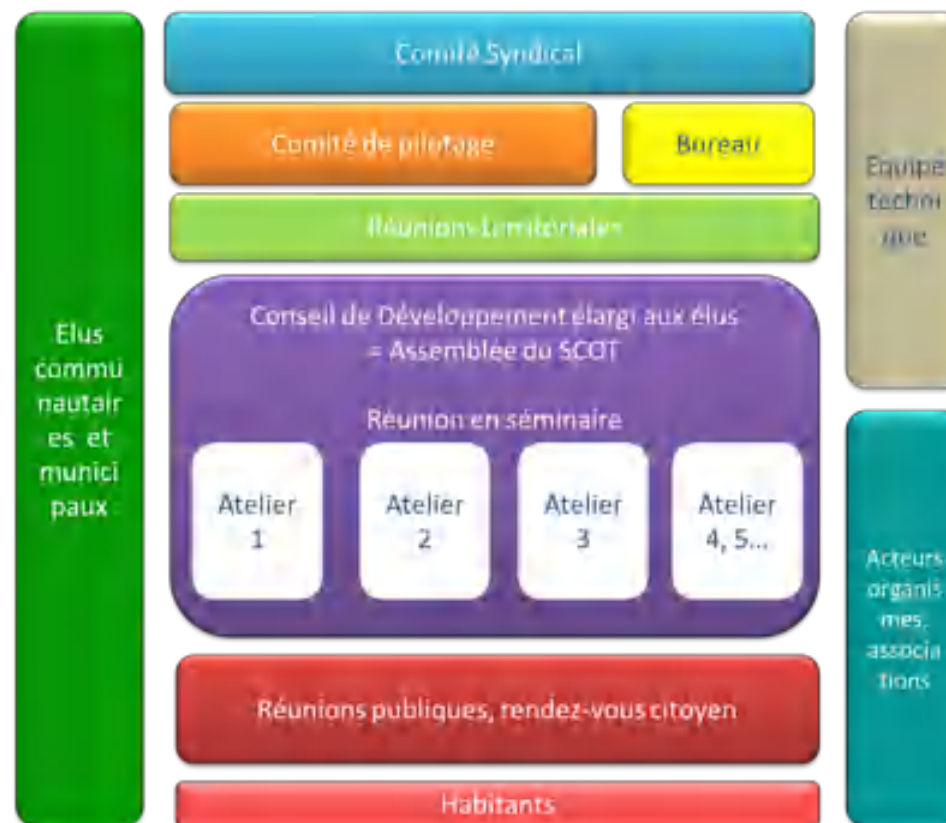 Comité Syndical
Comité de pilotage
Bureau
Réunions territoriales
Conseil de Développement élargi aux élus
= Assemblée du SCOT
Réunion en séminaire
Atelier
1
Atelier
2
Atelier
3
Atelier
4, 5...
Réunions publiques, rendez-vous citoyen
Habitants
Elus
commu
nautair
es et
munici
paux
Equipe
techni
que
Acteurs
organis
mes,
associa
tions